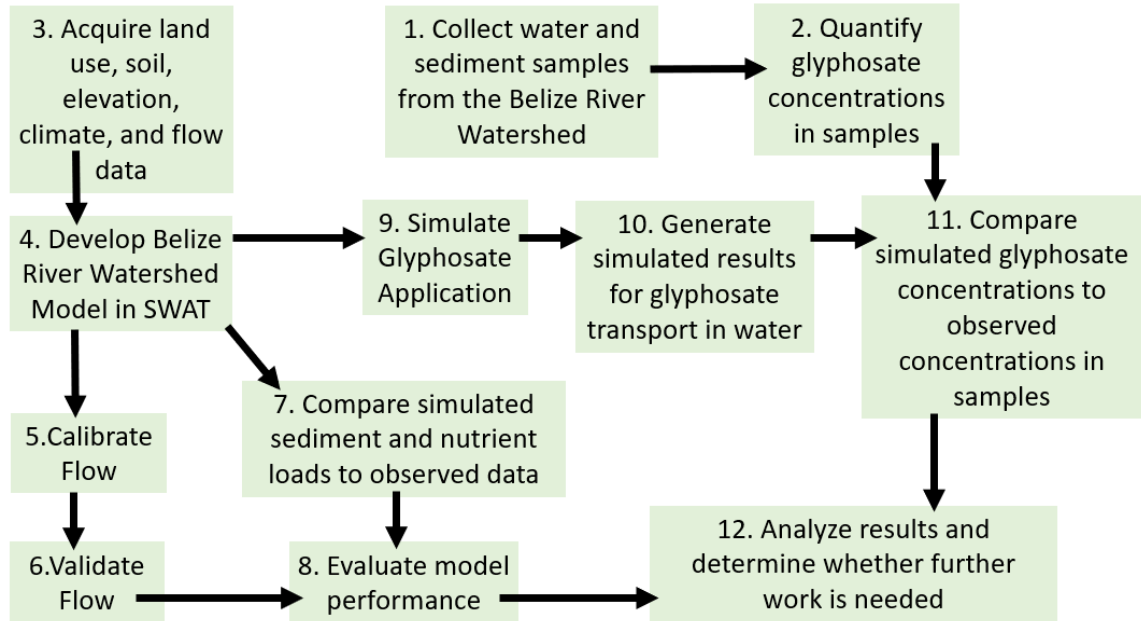 3. Acquire land
use, soil,
elevation,
climate, and flow
data
1. Collect water and
sediment samples
from the Belize River
Watershed
2. Quantify
glyphosate
concentrations
in samples
4. Develop Belize
River Watershed
Model in SWAT
9. Simulate
Glyphosate
Application
10. Generate
simulated results
for glyphosate
transport in water
11. Compare
simulated glyphosate
concentrations to
observed
concentrations in
samples
5.Calibrate
Flow
7. Compare simulated
sediment and nutrient
loads to observed data
6.Validate
Flow
8. Evaluate model
performance
12. Analyze results and
determine whether further
work is needed